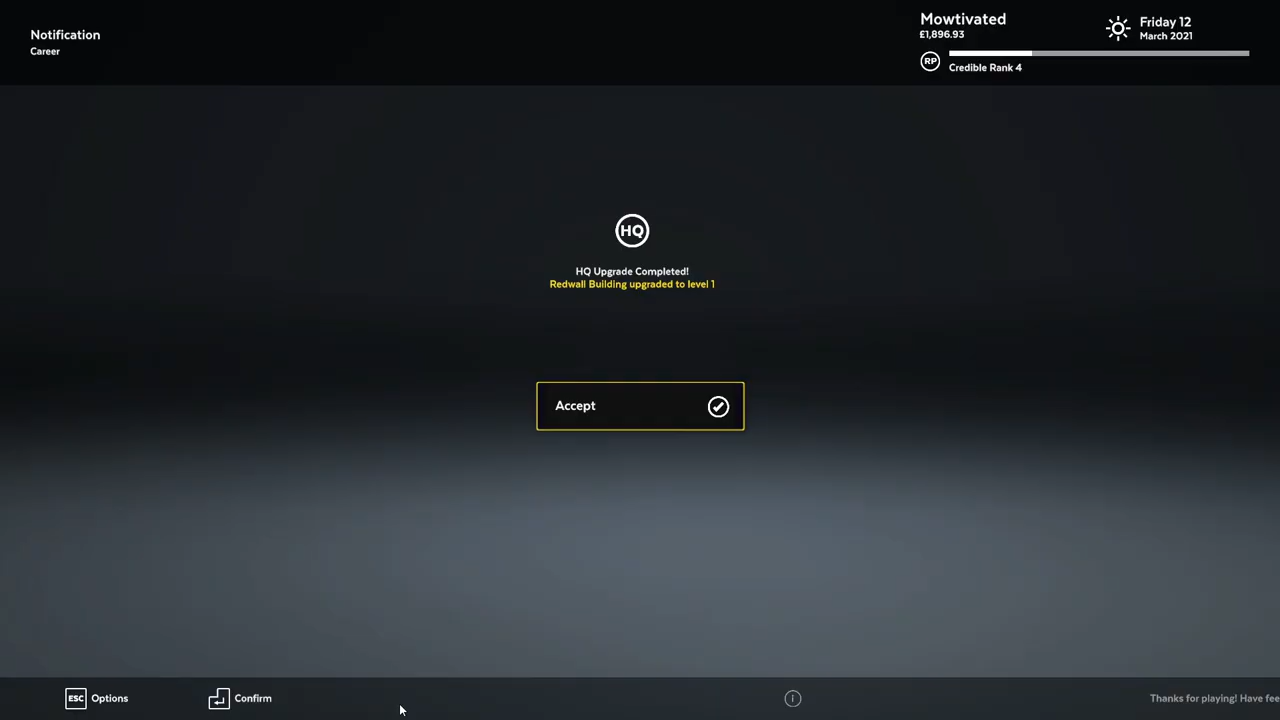 Notification
Career
Mowtivated
£1,896.93
Friday 12
March 2021
RP
Credible Rank 4
HQ
HQ Upgrade Completed!
Redwall Building upgraded to level 1
Accept
ESC Options
Confirm
i
Thanks for playing! Have fee